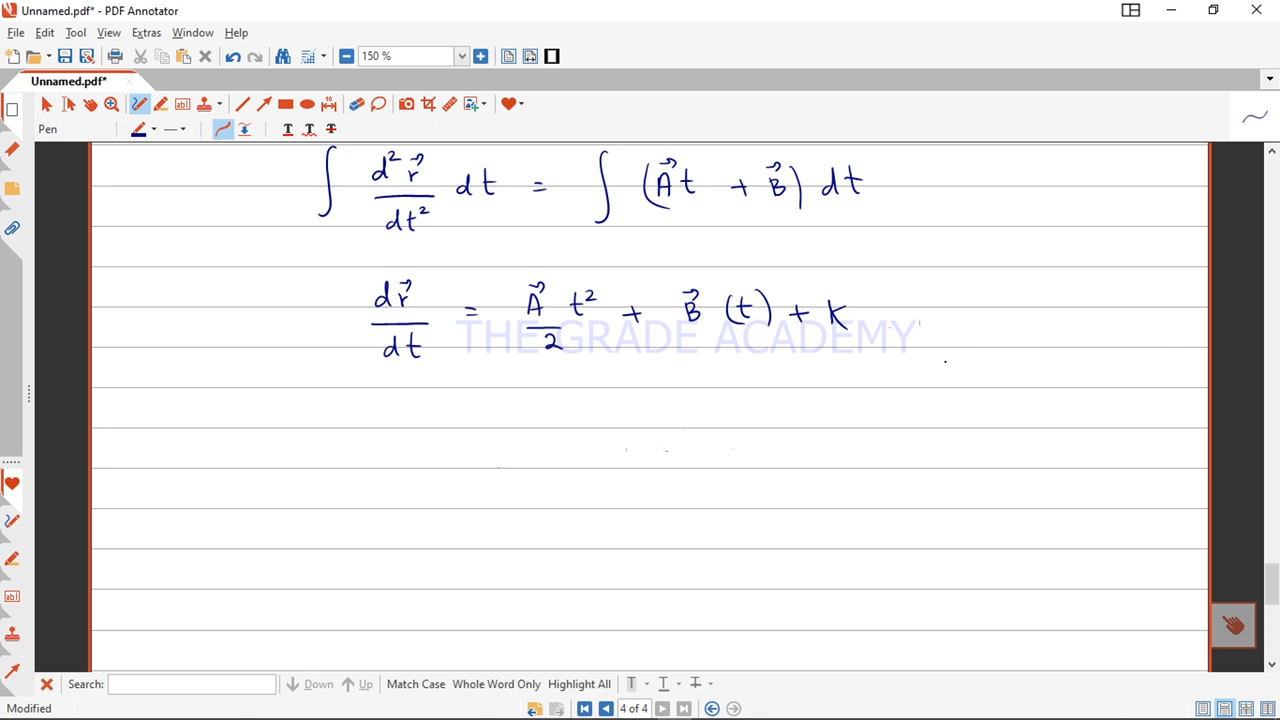 Unnamed.pdf* - PDF Annotator
File Edit Tool View Extras Window Help
150 %
Unnamed.pdf*
Pen
∫ d²r⃗/dt² dt = ∫ (A⃗t + B⃗) dt
dr⃗/dt = A⃗/2 t² + B⃗ (t) + K
THE GRADE ACADEMY
Search: Down Up Match Case Whole Word Only Highlight All
Modified 4 of 4